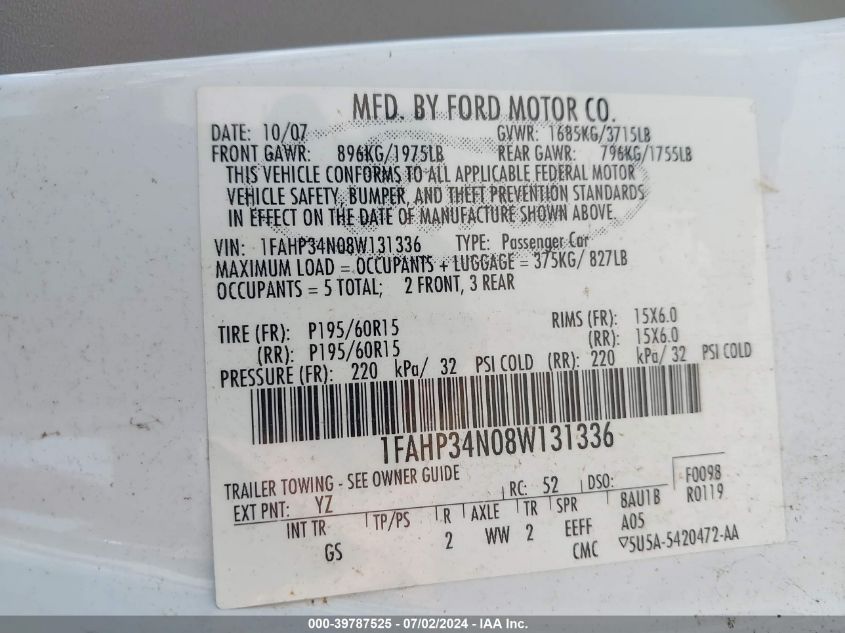 MFD. BY FORD MOTOR CO.
DATE: 10/07 GVWR: 1685KG/3715LB
FRONT GAWR: 896KG/1975LB REAR GAWR: 796KG/1755LB
THIS VEHICLE CONFORMS TO ALL APPLICABLE FEDERAL MOTOR
VEHICLE SAFETY, BUMPER, AND THEFT PREVENTION STANDARDS
IN EFFECT ON THE DATE OF MANUFACTURE SHOWN ABOVE.
VIN: 1FAHP34N08W131336 TYPE: Passenger Car
MAXIMUM LOAD = OCCUPANTS + LUGGAGE = 375KG/ 827LB
OCCUPANTS = 5 TOTAL; 2 FRONT, 3 REAR
TIRE (FR): P195/60R15 RIMS (FR): 15X6.0
(RR): P195/60R15 (RR): 15X6.0
PRESSURE (FR): 220 kPa/ 32 PSI COLD (RR): 220 kPa/ 32 PSI COLD
1FAHP34N08W131336
TRAILER TOWING - SEE OWNER GUIDE
EXT PNT: YZ RC: 52 DSO: F0098
R0119
INT TR TP/PS R AXLE TR SPR 8AU1B
GS 2 WW 2 EEFF A05
CMC ▽5U5A-5420472-AA
000-39787525 - 07/02/2024 - IAA Inc.